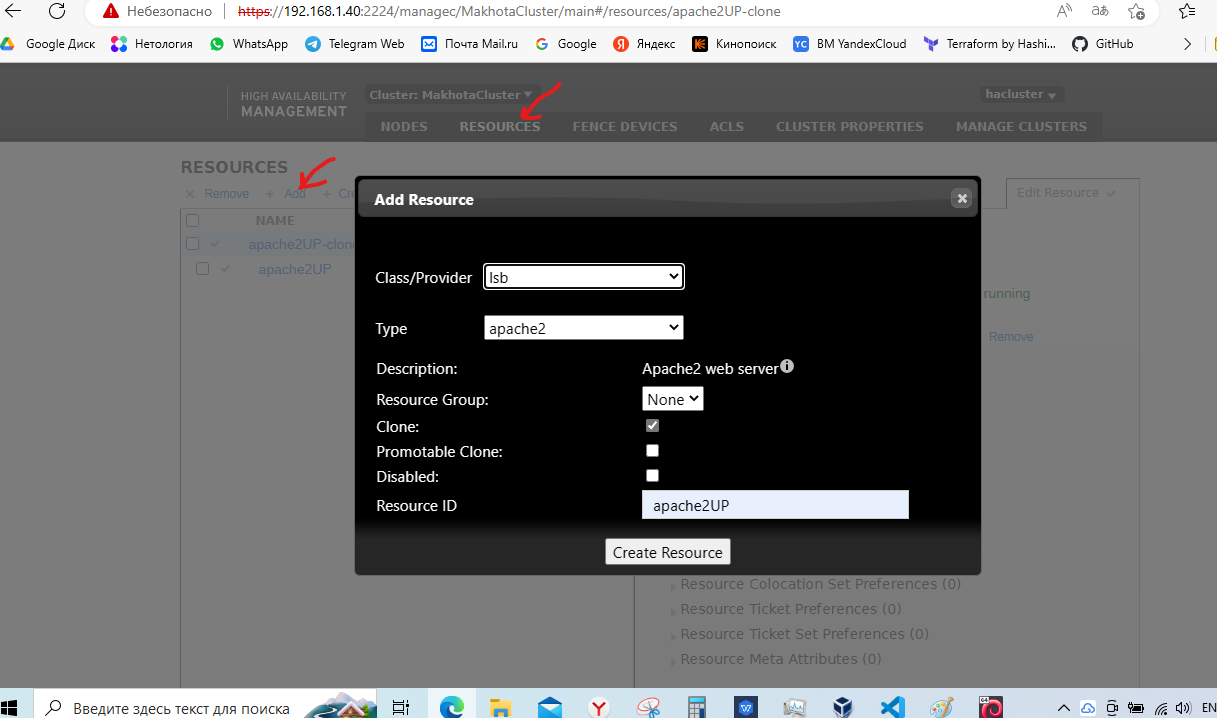 Небезопасно https://192.168.1.40:2224/managec/MakhotaCluster/main#/resources/apache2UP-clone
Google Диск Нетология WhatsApp Telegram Web Почта Mail.ru Google Яндекс Кинопоиск BM YandexCloud Terraform by Hashi... GitHub
HIGH AVAILABILITY
MANAGEMENT
Cluster: MakhotaCluster
hacluster
NODES RESOURCES FENCE DEVICES ACLS CLUSTER PROPERTIES MANAGE CLUSTERS
RESOURCES
Remove Add
Edit Resource
NAME
apache2UP-clone
apache2UP
running
Remove
Add Resource
Class/Provider lsb
Type apache2
Description: Apache2 web server
Resource Group: None
Clone:
Promotable Clone:
Disabled:
Resource ID apache2UP
Create Resource
Resource Colocation Set Preferences (0)
Resource Ticket Preferences (0)
Resource Ticket Set Preferences (0)
Resource Meta Attributes (0)
Введите здесь текст для поиска
EN